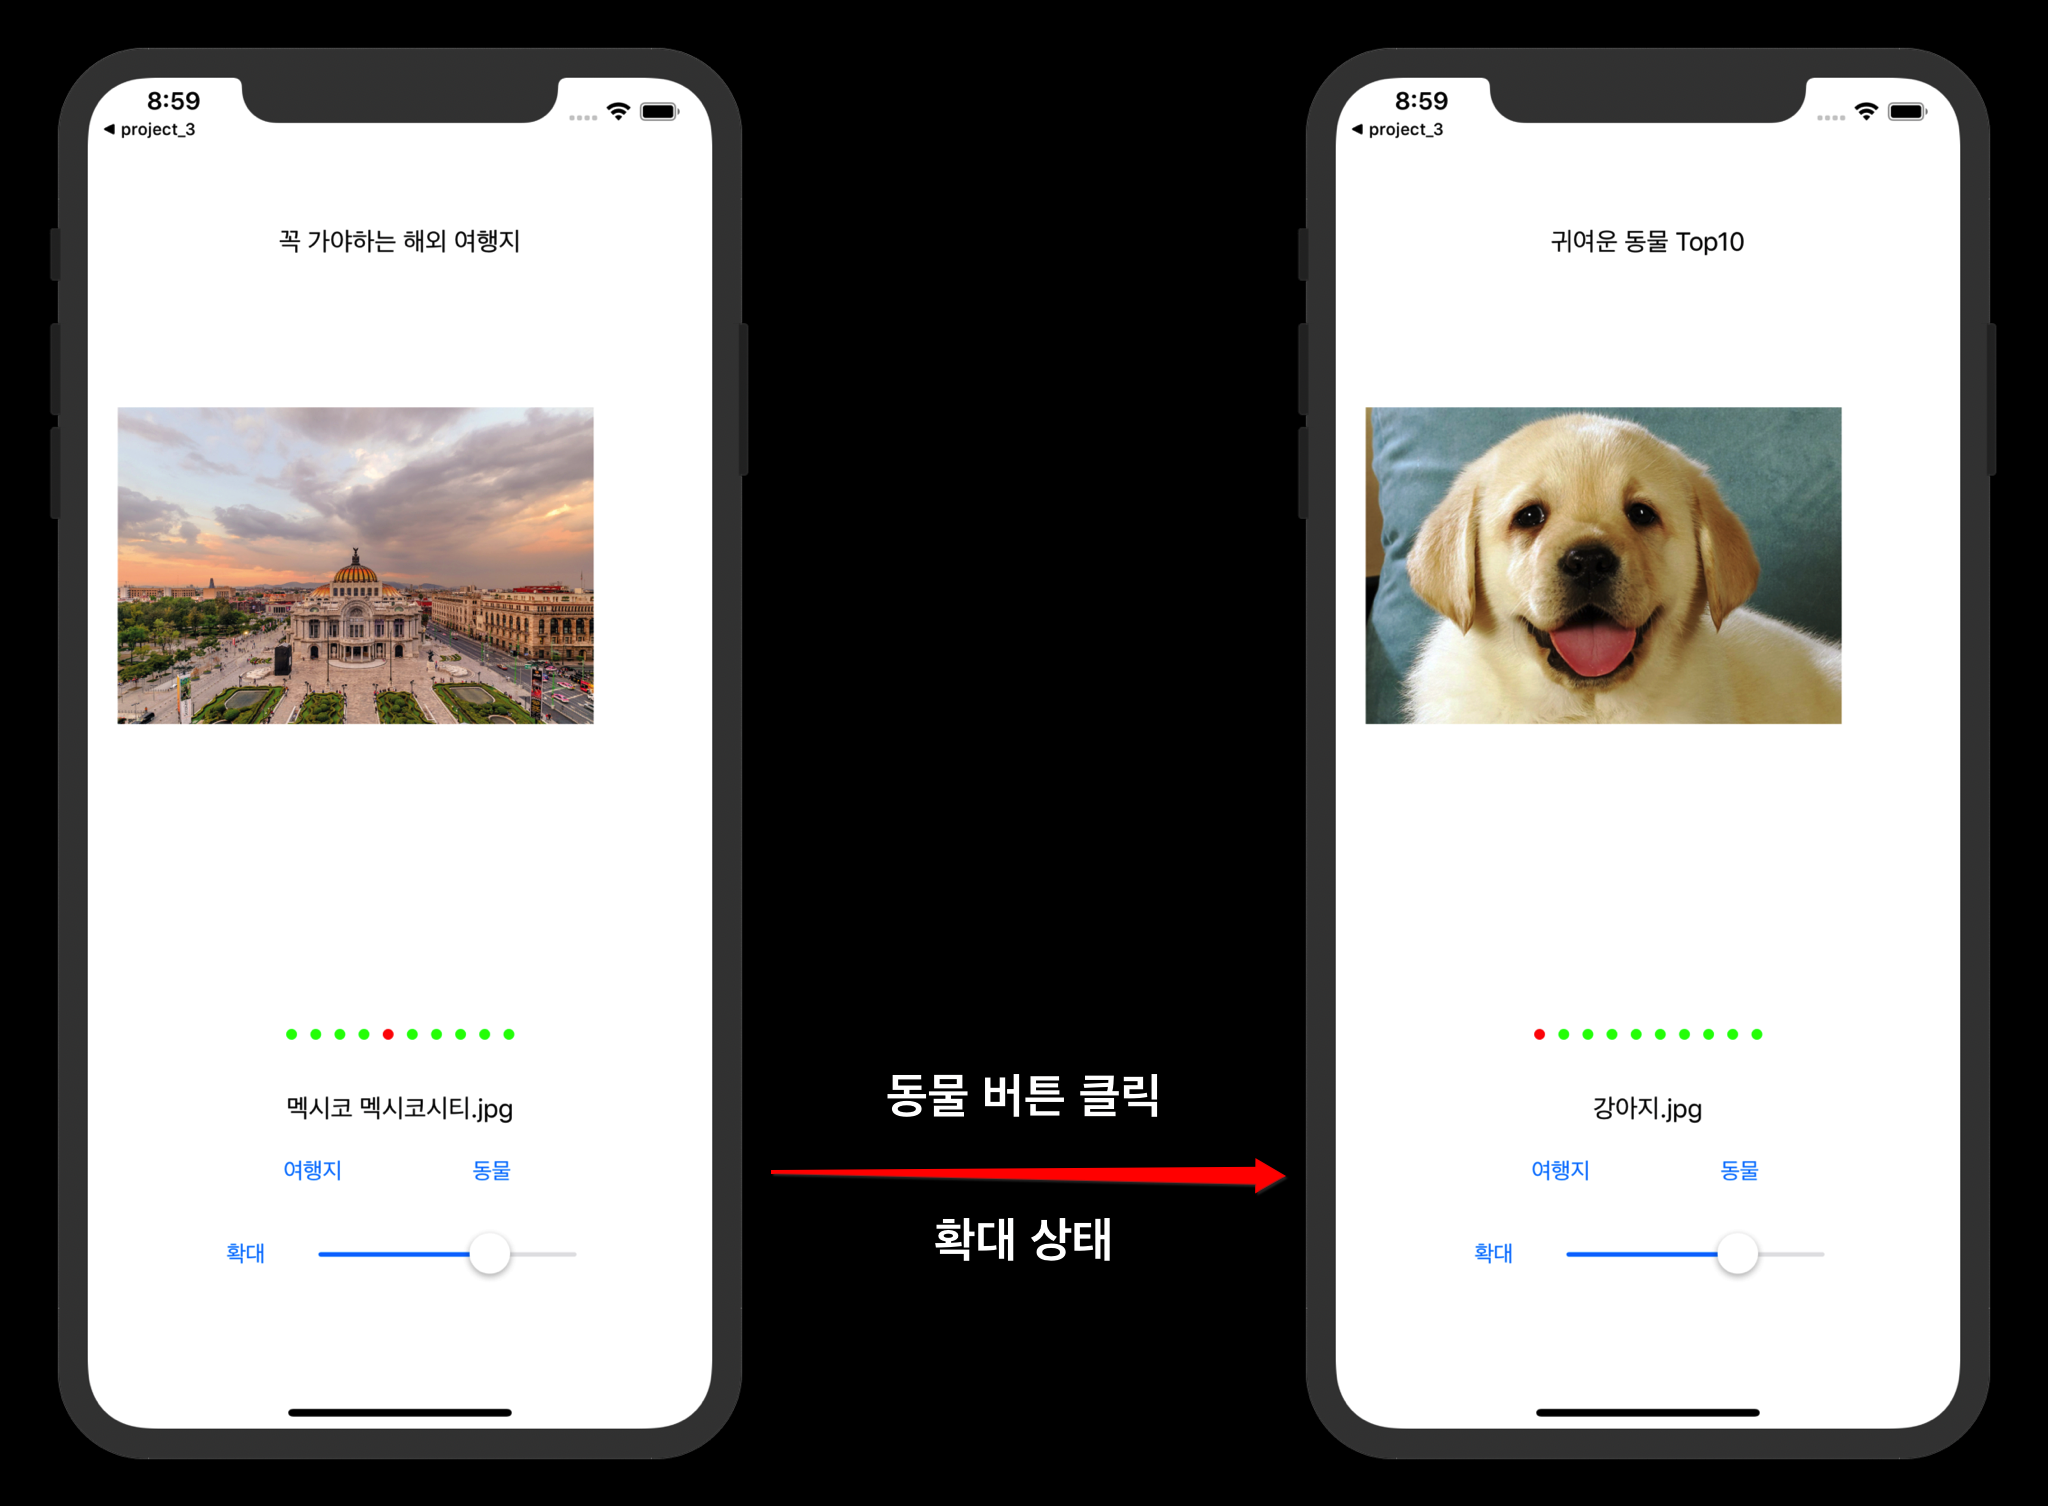 8:59
◀ project_3
꼭 가야하는 해외 여행지
멕시코 멕시코시티.jpg
여행지 동물
확대
동물 버튼 클릭
확대 상태
8:59
◀ project_3
귀여운 동물 Top10
강아지.jpg
여행지 동물
확대